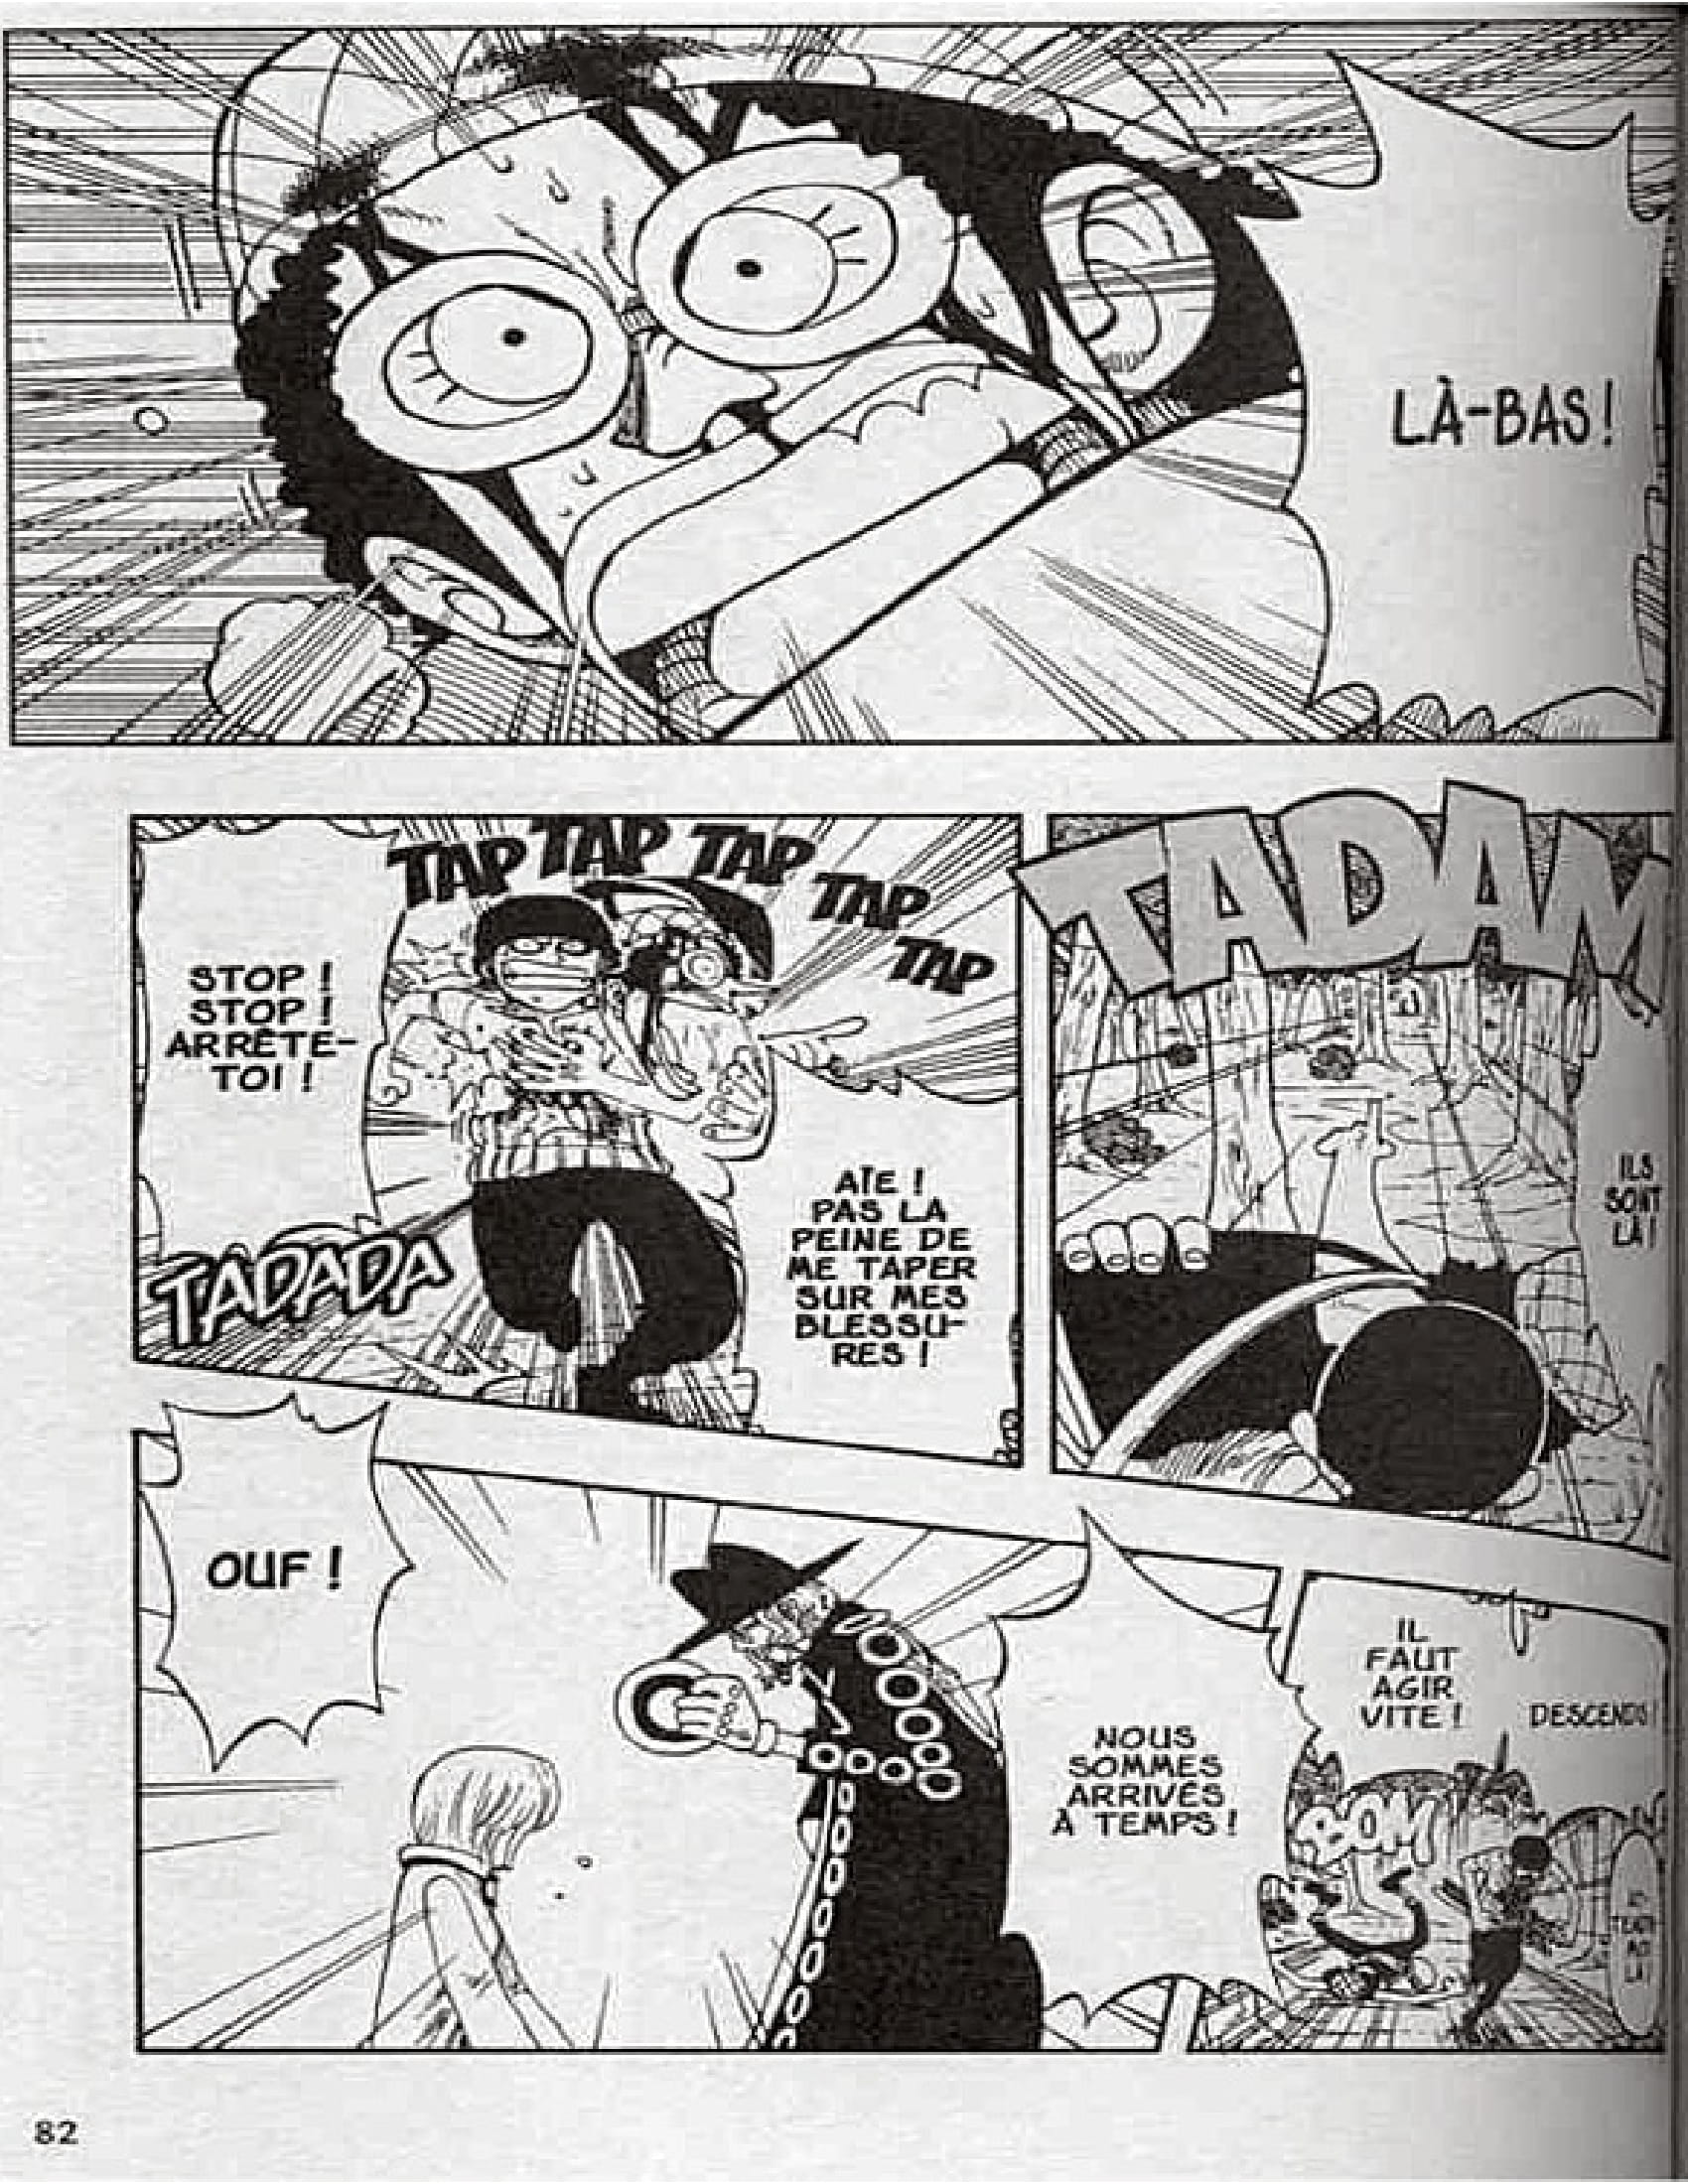 LÀ-BAS !
TADAM
ILS
SONT
LÀ !
TAP TAP TAP
TAP
TAP
AÏE !
PAS LA
PEINE DE
ME TAPER
SUR MES
BLESSU-
RES !
STOP !
STOP !
ARRÊTE-
TOI !
TADADA
DESCENDS !
IL
FAUT
AGIR
VITE !
BOM
NOUS
SOMMES
ARRIVÉS
À TEMPS !
OUF !
82